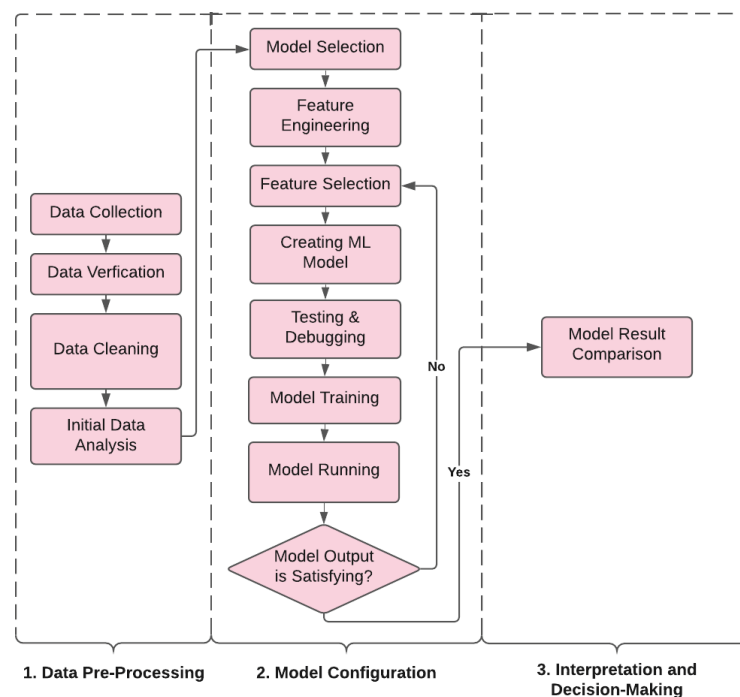 Data Collection
Data Verfication
Data Cleaning
Initial Data
Analysis
Model Selection
Feature
Engineering
Feature Selection
Creating ML
Model
Testing &
Debugging
Model Training
Model Running
Model Output
is Satisfying?
No
Yes
Model Result
Comparison
1. Data Pre-Processing
2. Model Configuration
3. Interpretation and
Decision-Making